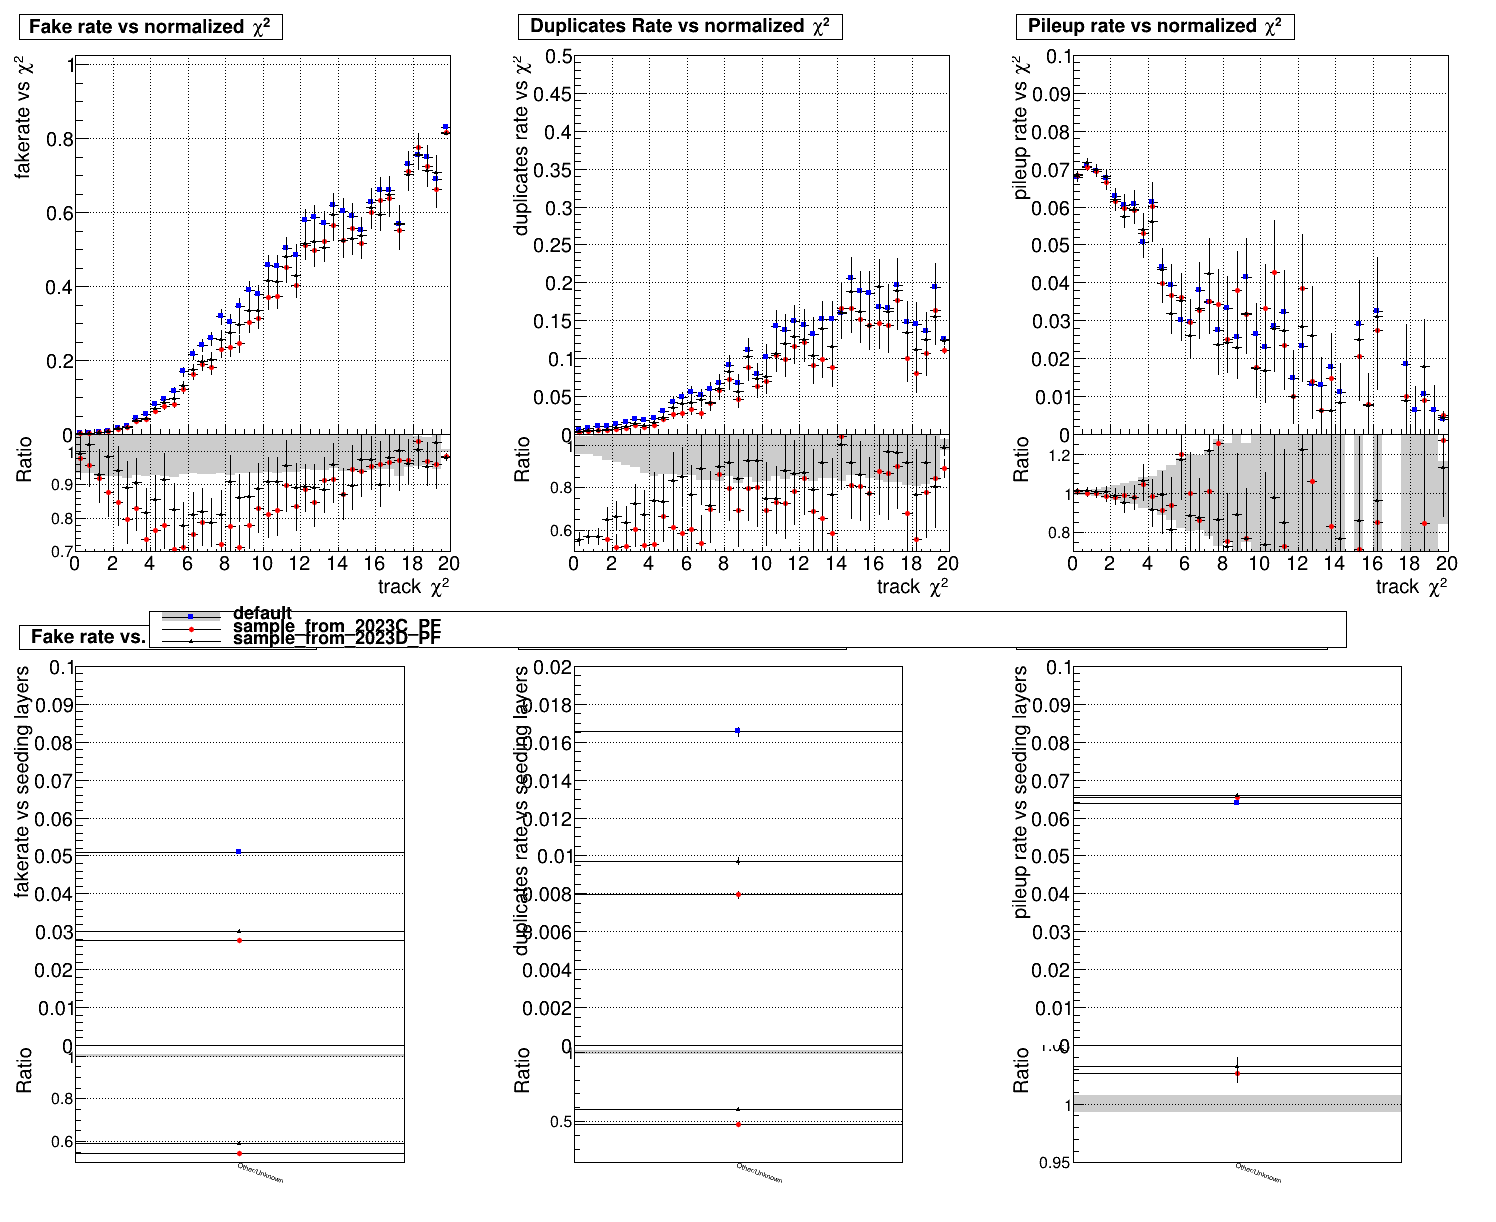 Fake rate vs normalized χ²
Duplicates Rate vs normalized χ²
Pileup rate vs normalized χ²
fakerate vs χ²
1
0.8
0.6
0.4
0.2
0
Ratio
1
0.9
0.8
0.7
0 2 4 6 8 10 12 14 16 18 20
track χ²
duplicates rate vs χ²
0.5
0.45
0.4
0.35
0.3
0.25
0.2
0.15
0.1
0.05
0
Ratio
0.8
0.6
0 2 4 6 8 10 12 14 16 18 20
track χ²
pileup rate vs χ²
0.1
0.09
0.08
0.07
0.06
0.05
0.04
0.03
0.02
0.01
0
Ratio
1.2
1
0.8
0 2 4 6 8 10 12 14 16 18 20
track χ²
default
sample_from_2023C_PF
sample_from_2023D_PF
Fake rate vs.
fakerate vs seeding layers
0.1
0.09
0.08
0.07
0.06
0.05
0.04
0.03
0.02
0.01
0
Ratio
1
0.8
0.6
Other/Unknown
duplicates rate vs seeding layers
0.02
0.018
0.016
0.014
0.012
0.01
0.008
0.006
0.004
0.002
0
Ratio
1
0.5
Other/Unknown
pileup rate vs seeding layers
0.1
0.09
0.08
0.07
0.06
0.05
0.04
0.03
0.02
0.01
0
Ratio
1
0.95
Other/Unknown